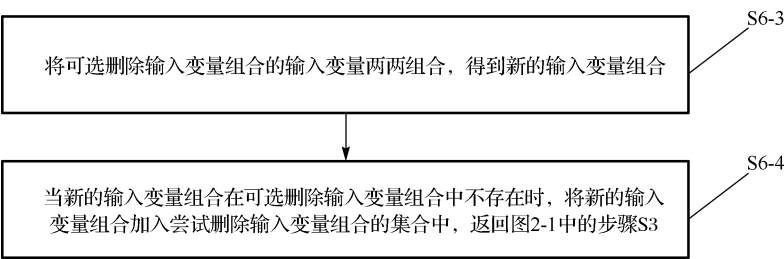 S6-3
将可选删除输入变量组合的输入变量两两组合，得到新的输入变量组合
S6-4
当新的输入变量组合在可选删除输入变量组合中不存在时，将新的输入
变量组合加入尝试删除输入变量组合的集合中，返回图2-1中的步骤S3